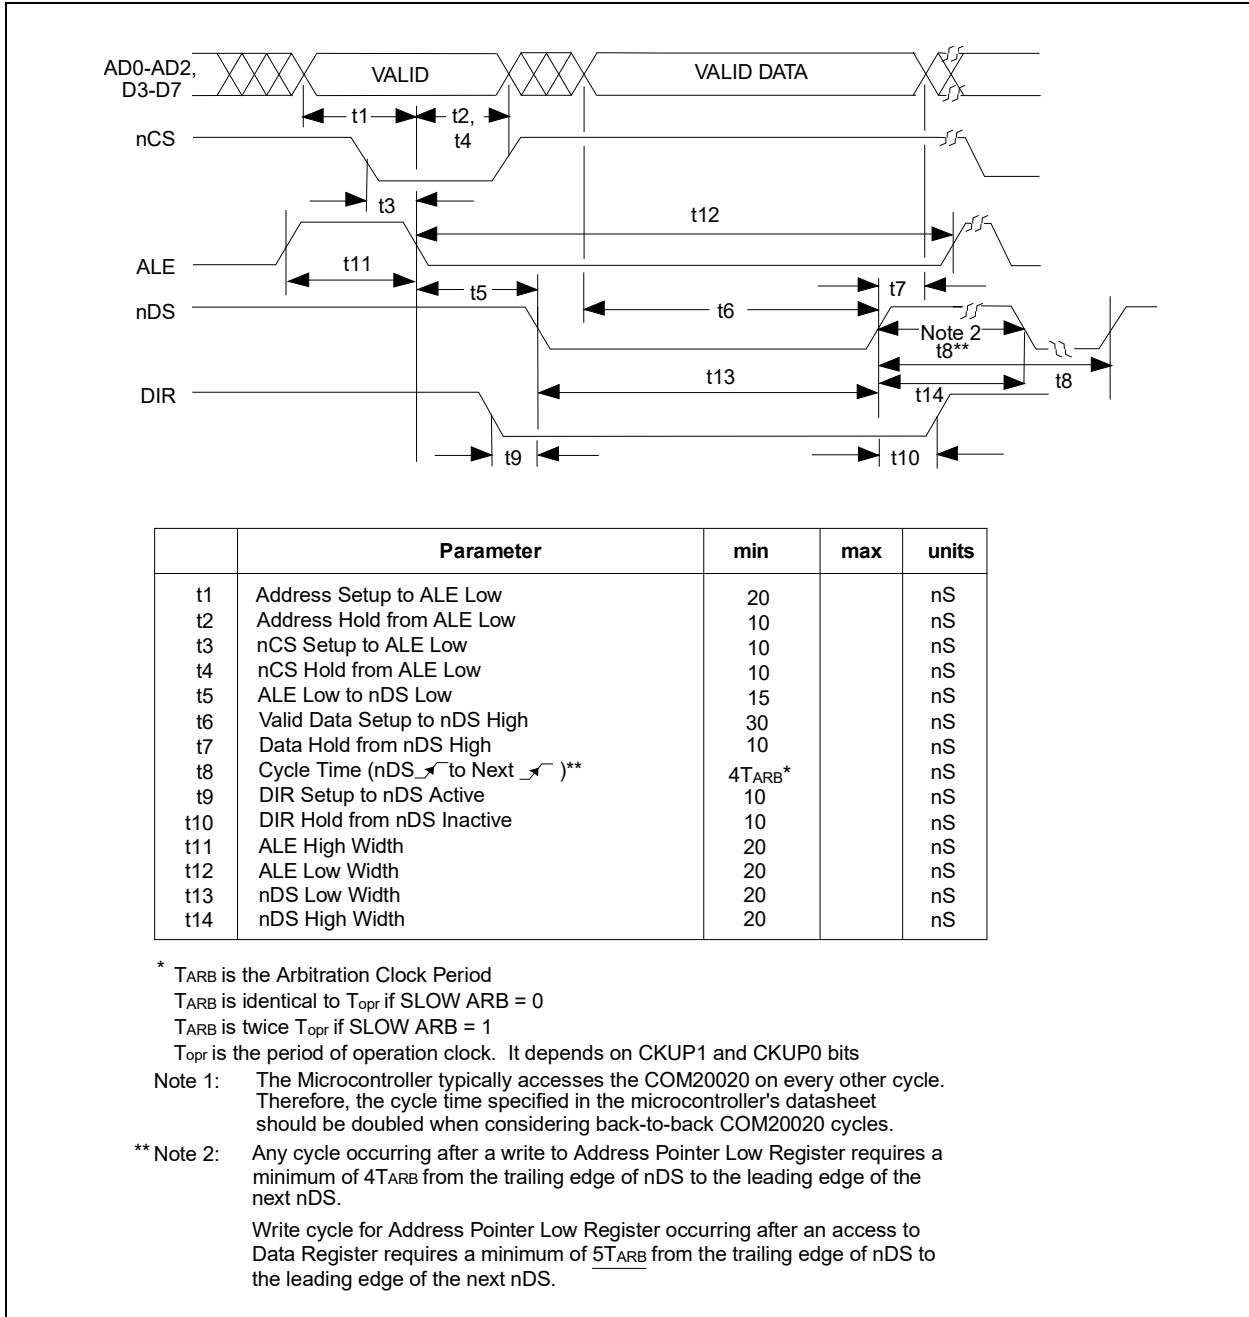 AD0-AD2,
D3-D7
VALID
VALID DATA
t1
t2,
t4
nCS
t3
t12
ALE
t11
t5
t7
nDS
t6
Note 2
t8**
t13
t8
DIR
t14
t9
t10
Parameter min max units
t1 Address Setup to ALE Low 20 nS
t2 Address Hold from ALE Low 10 nS
t3 nCS Setup to ALE Low 10 nS
t4 nCS Hold from ALE Low 10 nS
t5 ALE Low to nDS Low 15 nS
t6 Valid Data Setup to nDS High 30 nS
t7 Data Hold from nDS High 10 nS
t8 Cycle Time (nDS to Next )** 4TARB* nS
t9 DIR Setup to nDS Active 10 nS
t10 DIR Hold from nDS Inactive 10 nS
t11 ALE High Width 20 nS
t12 ALE Low Width 20 nS
t13 nDS Low Width 20 nS
t14 nDS High Width 20 nS
* TARB is the Arbitration Clock Period
TARB is identical to Topr if SLOW ARB = 0
TARB is twice Topr if SLOW ARB = 1
Topr is the period of operation clock. It depends on CKUP1 and CKUP0 bits
Note 1: The Microcontroller typically accesses the COM20020 on every other cycle.
Therefore, the cycle time specified in the microcontroller's datasheet
should be doubled when considering back-to-back COM20020 cycles.
** Note 2: Any cycle occurring after a write to Address Pointer Low Register requires a
minimum of 4TARB from the trailing edge of nDS to the leading edge of the
next nDS.
Write cycle for Address Pointer Low Register occurring after an access to
Data Register requires a minimum of 5TARB from the trailing edge of nDS to
the leading edge of the next nDS.